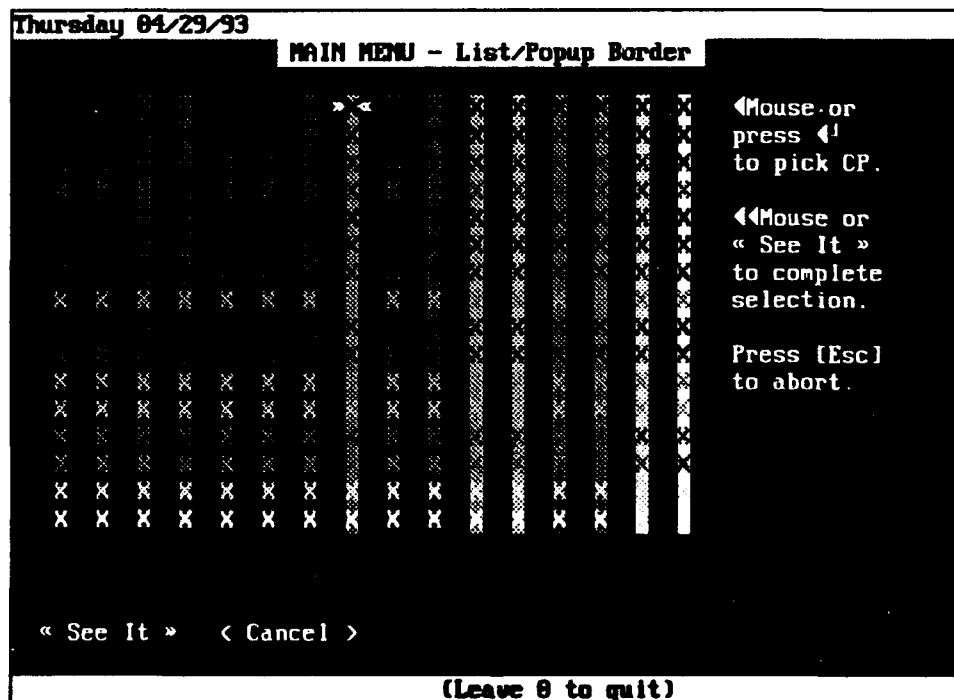 Thursday 04/29/93
MAIN MENU - List/Popup Border
» X «
◄Mouse or
press ◄┘
to pick CP.
◄◄Mouse or
« See It »
to complete
selection.
Press [Esc]
to abort.
X X X X X X X X X X X X X X
X X X X X X X X X X X X X X
« See It » < Cancel >
(Leave 0 to quit)